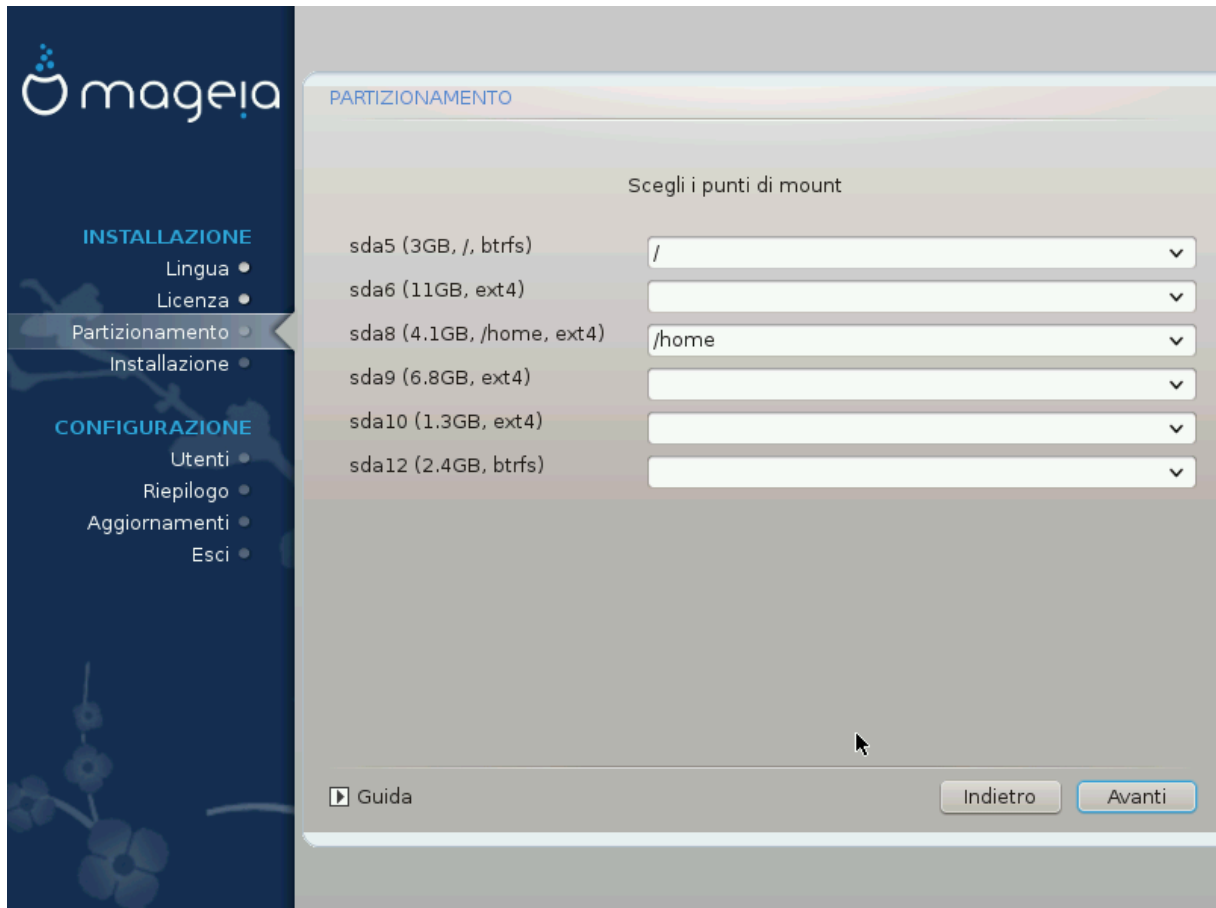 mageia
INSTALLAZIONE
Lingua
Licenza
Partizionamento
Installazione
CONFIGURAZIONE
Utenti
Riepilogo
Aggiornamenti
Esci
PARTIZIONAMENTO
Scegli i punti di mount
sda5 (3GB, /, btrfs) /
sda6 (11GB, ext4)
sda8 (4.1GB, /home, ext4) /home
sda9 (6.8GB, ext4)
sda10 (1.3GB, ext4)
sda12 (2.4GB, btrfs)
Guida Indietro Avanti